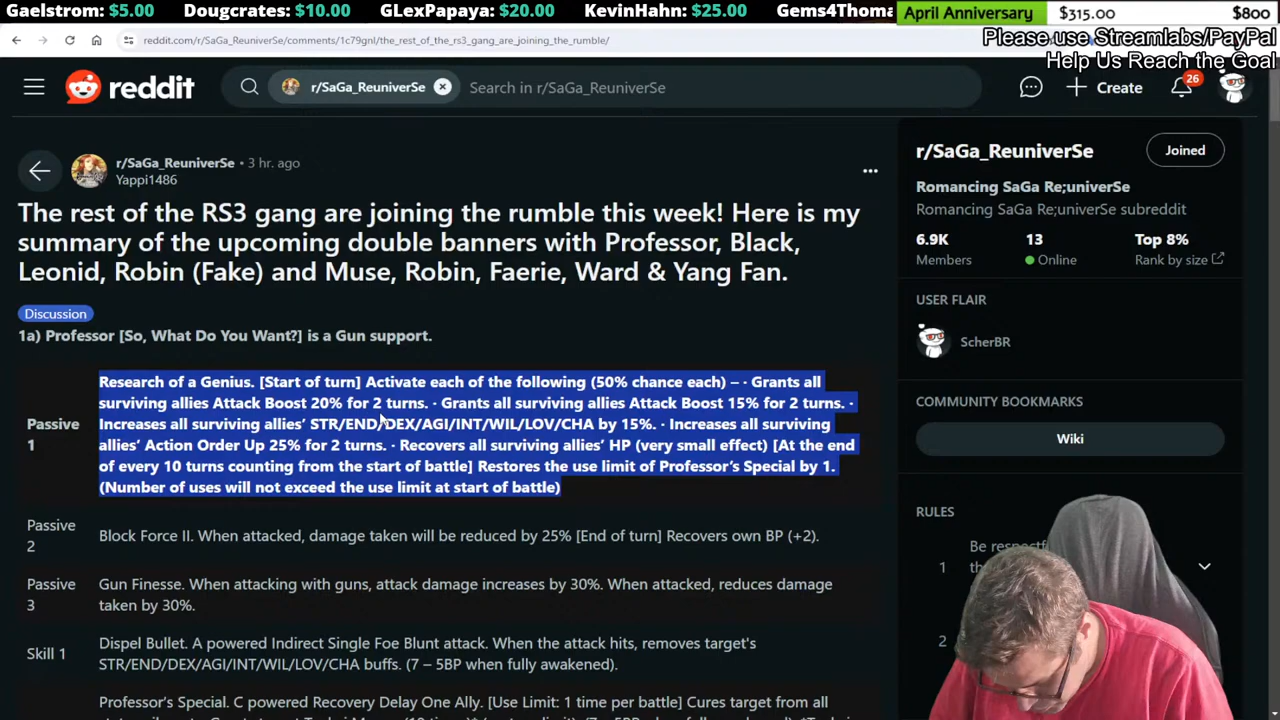 Gaelstrom: $5.00 Dougcrates: $10.00 GLexPapaya: $20.00 KevinHahn: $25.00 Gems4Thoma
April Anniversary $315.00 $800
Please use Streamlabs/PayPal
Help Us Reach the Goal
reddit.com/r/SaGa_ReuniverSe/comments/1c79gnl/the_rest_of_the_rs3_gang_are_joining_the_rumble/
reddit r/SaGa_ReuniverSe Search in r/SaGa_ReuniverSe Create 26
r/SaGa_ReuniverSe • 3 hr. ago
Yappi1486
The rest of the RS3 gang are joining the rumble this week! Here is my
summary of the upcoming double banners with Professor, Black,
Leonid, Robin (Fake) and Muse, Robin, Faerie, Ward & Yang Fan.
Discussion
1a) Professor [So, What Do You Want?] is a Gun support.
Passive
1
Research of a Genius. [Start of turn] Activate each of the following (50% chance each) – · Grants all
surviving allies Attack Boost 20% for 2 turns. · Grants all surviving allies Attack Boost 15% for 2 turns. ·
Increases all surviving allies’ STR/END/DEX/AGI/INT/WIL/LOV/CHA by 15%. · Increases all surviving
allies’ Action Order Up 25% for 2 turns. · Recovers all surviving allies’ HP (very small effect) [At the end
of every 10 turns counting from the start of battle] Restores the use limit of Professor’s Special by 1.
(Number of uses will not exceed the use limit at start of battle)
Passive
2
Block Force II. When attacked, damage taken will be reduced by 25% [End of turn] Recovers own BP (+2).
Passive
3
Gun Finesse. When attacking with guns, attack damage increases by 30%. When attacked, reduces damage
taken by 30%.
Skill 1
Dispel Bullet. A powered Indirect Single Foe Blunt attack. When the attack hits, removes target's
STR/END/DEX/AGI/INT/WIL/LOV/CHA buffs. (7 – 5BP when fully awakened).
Professor's Special. C powered Recovery Delay One Ally. [Use Limit: 1 time per battle] Cures target from all
r/SaGa_ReuniverSe
Joined
Romancing SaGa Re;univerSe
Romancing SaGa Re;univerSe subreddit
6.9K 13 Top 8%
Members Online Rank by size
USER FLAIR
ScherBR
COMMUNITY BOOKMARKS
Wiki
RULES
1 Be respectf
2